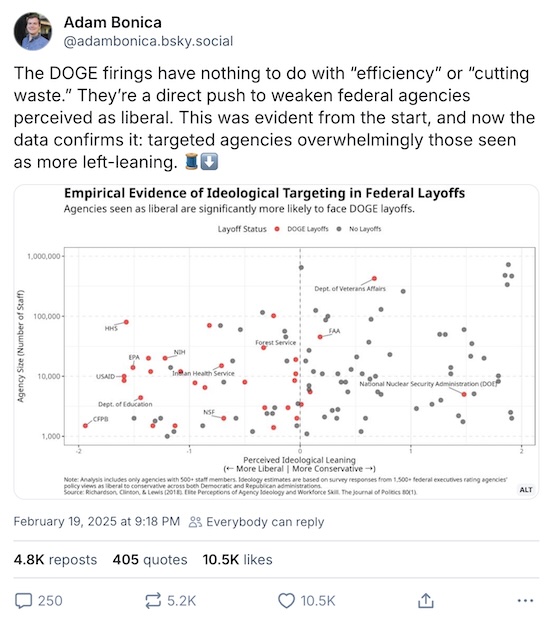 Adam Bonica
@adambonica.bsky.social
The DOGE firings have nothing to do with “efficiency” or “cutting
waste.” They’re a direct push to weaken federal agencies
perceived as liberal. This was evident from the start, and now the
data confirms it: targeted agencies overwhelmingly those seen
as more left-leaning. 🧵⬇️
Empirical Evidence of Ideological Targeting in Federal Layoffs
Agencies seen as liberal are significantly more likely to face DOGE layoffs.
Layoff Status DOGE Layoffs No Layoffs
Agency Size (Number of Staff)
1,000,000
100,000
10,000
1,000
Dept. of Veterans Affairs
HHS
FAA
Forest Service
NIH
EPA
Indian Health Service
USAID
National Nuclear Security Administration (DOE)
Dept. of Education
NSF
CFPB
-2 -1 0 1 2
Perceived Ideological Leaning
(← More Liberal | More Conservative →)
Note: Analysis includes only agencies with 500+ staff members. Ideology estimates are based on survey responses from 1,500+ federal executives rating agencies'
policy views as liberal to conservative across both Democratic and Republican administrations.
Source: Richardson, Clinton, & Lewis (2018). Elite Perceptions of Agency Ideology and Workforce Skill. The Journal of Politics 80(1).
ALT
February 19, 2025 at 9:18 PM Everybody can reply
4.8K reposts 405 quotes 10.5K likes
250 5.2K 10.5K